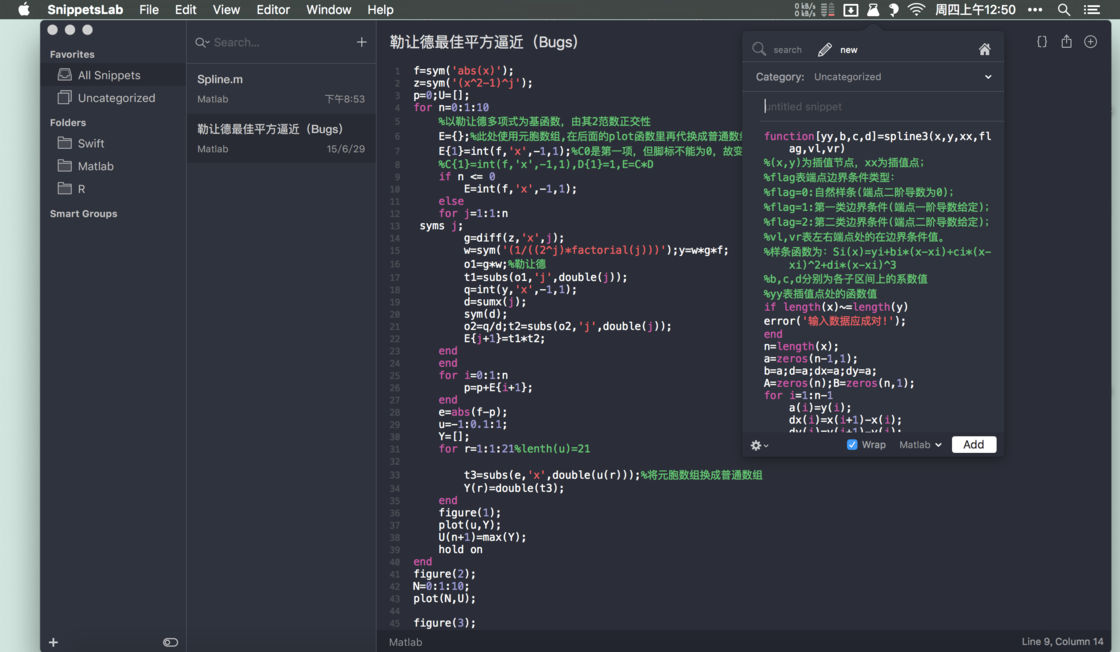 SnippetsLab File Edit View Editor Window Help
0 kB/s
0 kB/s
周四上午12:50
Favorites
All Snippets
Uncategorized
Folders
Swift
Matlab
R
Smart Groups
Search...
Spline.m
Matlab
下午8:53
勒让德最佳平方逼近（Bugs）
Matlab
15/6/29
勒让德最佳平方逼近（Bugs）
1 f=sym('abs(x)');
2 z=sym('(x^2-1)^j');
3 p=0;U=[];
4 for n=0:1:10
5 %以勒让德多项式为基函数，由其2范数正交性
6 E={};%此处使用元胞数组,在后面的plot函数里再代换成普通数
7 E{1}=int(f,'x',-1,1);%C0是第一项，但脚标不能为0，故变
8 %C{1}=int(f,'x',-1,1),D{1}=1,E=C*D
9 if n <= 0
10 E=int(f,'x',-1,1);
11 else
12 for j=1:1:n
13 syms j;
14 g=diff(z,'x',j);
15 w=sym('(1/((2^j)*factorial(j)))');y=w*g*f;
16 o1=g*w;%勒让德
17 t1=subs(o1,'j',double(j));
18 q=int(y,'x',-1,1);
19 d=sumx(j);
20 sym(d);
21 o2=q/d;t2=subs(o2,'j',double(j));
22 E{j+1}=t1*t2;
23 end
24 end
25 for i=0:1:n
26 p=p+E{i+1};
27 end
28 e=abs(f-p);
29 u=-1:0.1:1;
30 Y=[];
31 for r=1:1:21%lenth(u)=21
32
33 t3=subs(e,'x',double(u(r)));%将元胞数组换成普通数组
34 Y(r)=double(t3);
35 end
36 figure(1);
37 plot(u,Y);
38 U(n+1)=max(Y);
39 hold on
40 end
41 figure(2);
42 N=0:1:10;
43 plot(N,U);
44
45 figure(3);
Matlab
Line 9, Column 14
search
new
Category: Uncategorized
untitled snippet
function[yy,b,c,d]=spline3(x,y,xx,fl
ag,vl,vr)
%(x,y)为插值节点，xx为插值点；
%flag表端点边界条件类型：
%flag=0:自然样条(端点二阶导数为0)；
%flag=1:第一类边界条件(端点一阶导数给定)；
%flag=2:第二类边界条件(端点二阶导数给定)；
%vl,vr表左右端点处的在边界条件值。
%样条函数为：Si(x)=yi+bi*(x-xi)+ci*(x-
xi)^2+di*(x-xi)^3
%b,c,d分别为各子区间上的系数值
%yy表插值点处的函数值
if length(x)~=length(y)
error('输入数据应成对!');
end
n=length(x);
a=zeros(n-1,1);
b=a;d=a;dx=a;dy=a;
A=zeros(n);B=zeros(n,1);
for i=1:n-1
a(i)=y(i);
dx(i)=x(i+1)-x(i);
dy(i)=y(i+1)-y(i);
Wrap
Matlab
Add